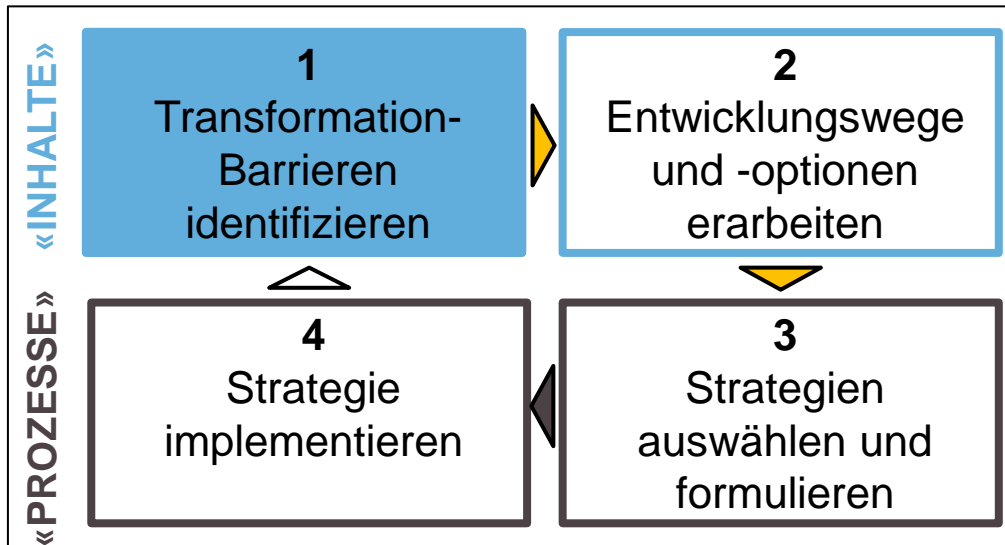 «INHALTE»
1
Transformation-
Barrieren
identifizieren
2
Entwicklungswege
und -optionen
erarbeiten
«PROZESSE»
4
Strategie
implementieren
3
Strategien
auswählen und
formulieren